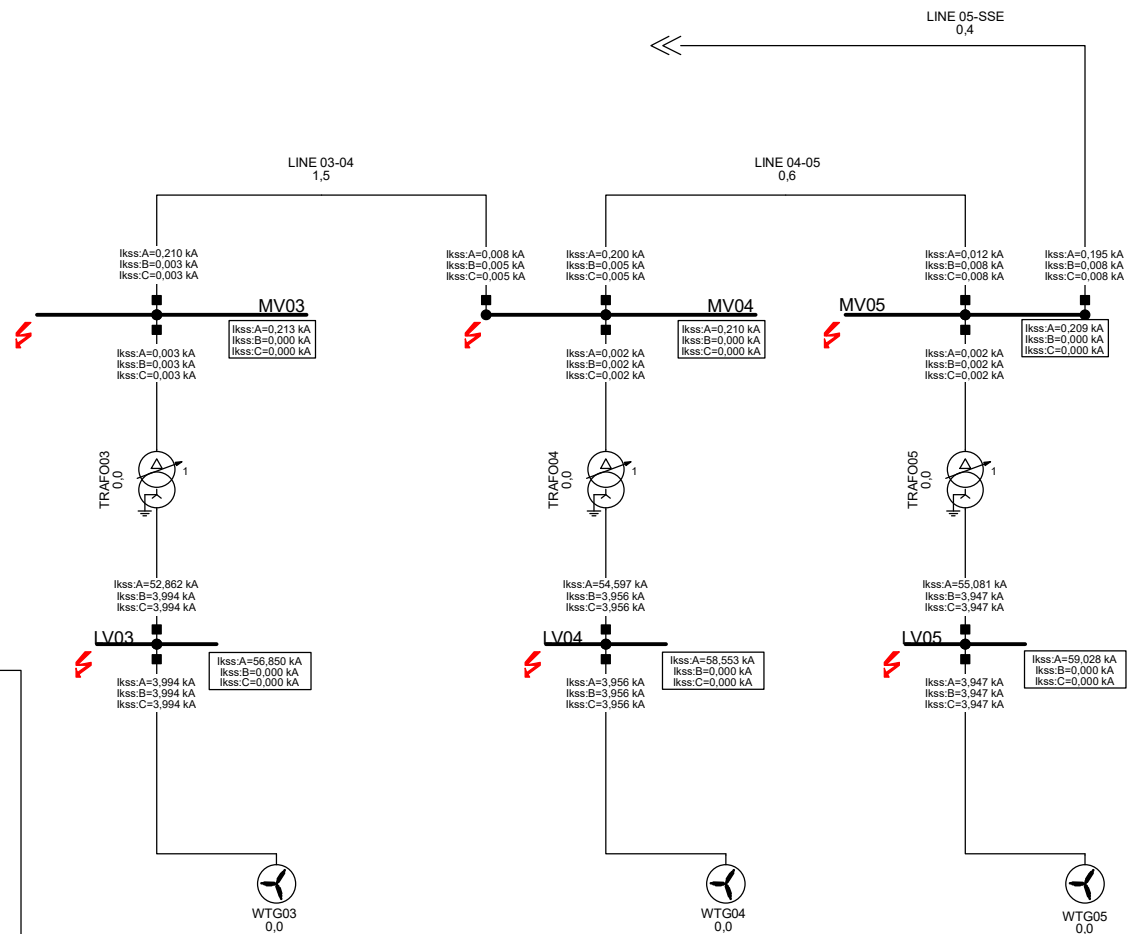 LINE 05-SSE
0,4
LINE 03-04
1,5
LINE 04-05
0,6
Ikss:A=0,210 kA
Ikss:B=0,003 kA
Ikss:C=0,003 kA
Ikss:A=0,008 kA
Ikss:B=0,005 kA
Ikss:C=0,005 kA
Ikss:A=0,200 kA
Ikss:B=0,005 kA
Ikss:C=0,005 kA
Ikss:A=0,012 kA
Ikss:B=0,008 kA
Ikss:C=0,008 kA
Ikss:A=0,195 kA
Ikss:B=0,008 kA
Ikss:C=0,008 kA
MV03
MV04
MV05
Ikss:A=0,213 kA
Ikss:B=0,000 kA
Ikss:C=0,000 kA
Ikss:A=0,210 kA
Ikss:B=0,000 kA
Ikss:C=0,000 kA
Ikss:A=0,209 kA
Ikss:B=0,000 kA
Ikss:C=0,000 kA
Ikss:A=0,003 kA
Ikss:B=0,003 kA
Ikss:C=0,003 kA
Ikss:A=0,002 kA
Ikss:B=0,002 kA
Ikss:C=0,002 kA
Ikss:A=0,002 kA
Ikss:B=0,002 kA
Ikss:C=0,002 kA
TRAFO03
0,0
1
TRAFO04
0,0
1
TRAFO05
0,0
1
Ikss:A=52,862 kA
Ikss:B=3,994 kA
Ikss:C=3,994 kA
Ikss:A=54,597 kA
Ikss:B=3,956 kA
Ikss:C=3,956 kA
Ikss:A=55,081 kA
Ikss:B=3,947 kA
Ikss:C=3,947 kA
LV03
LV04
LV05
Ikss:A=56,850 kA
Ikss:B=0,000 kA
Ikss:C=0,000 kA
Ikss:A=58,553 kA
Ikss:B=0,000 kA
Ikss:C=0,000 kA
Ikss:A=59,028 kA
Ikss:B=0,000 kA
Ikss:C=0,000 kA
Ikss:A=3,994 kA
Ikss:B=3,994 kA
Ikss:C=3,994 kA
Ikss:A=3,956 kA
Ikss:B=3,956 kA
Ikss:C=3,956 kA
Ikss:A=3,947 kA
Ikss:B=3,947 kA
Ikss:C=3,947 kA
WTG03
0,0
WTG04
0,0
WTG05
0,0